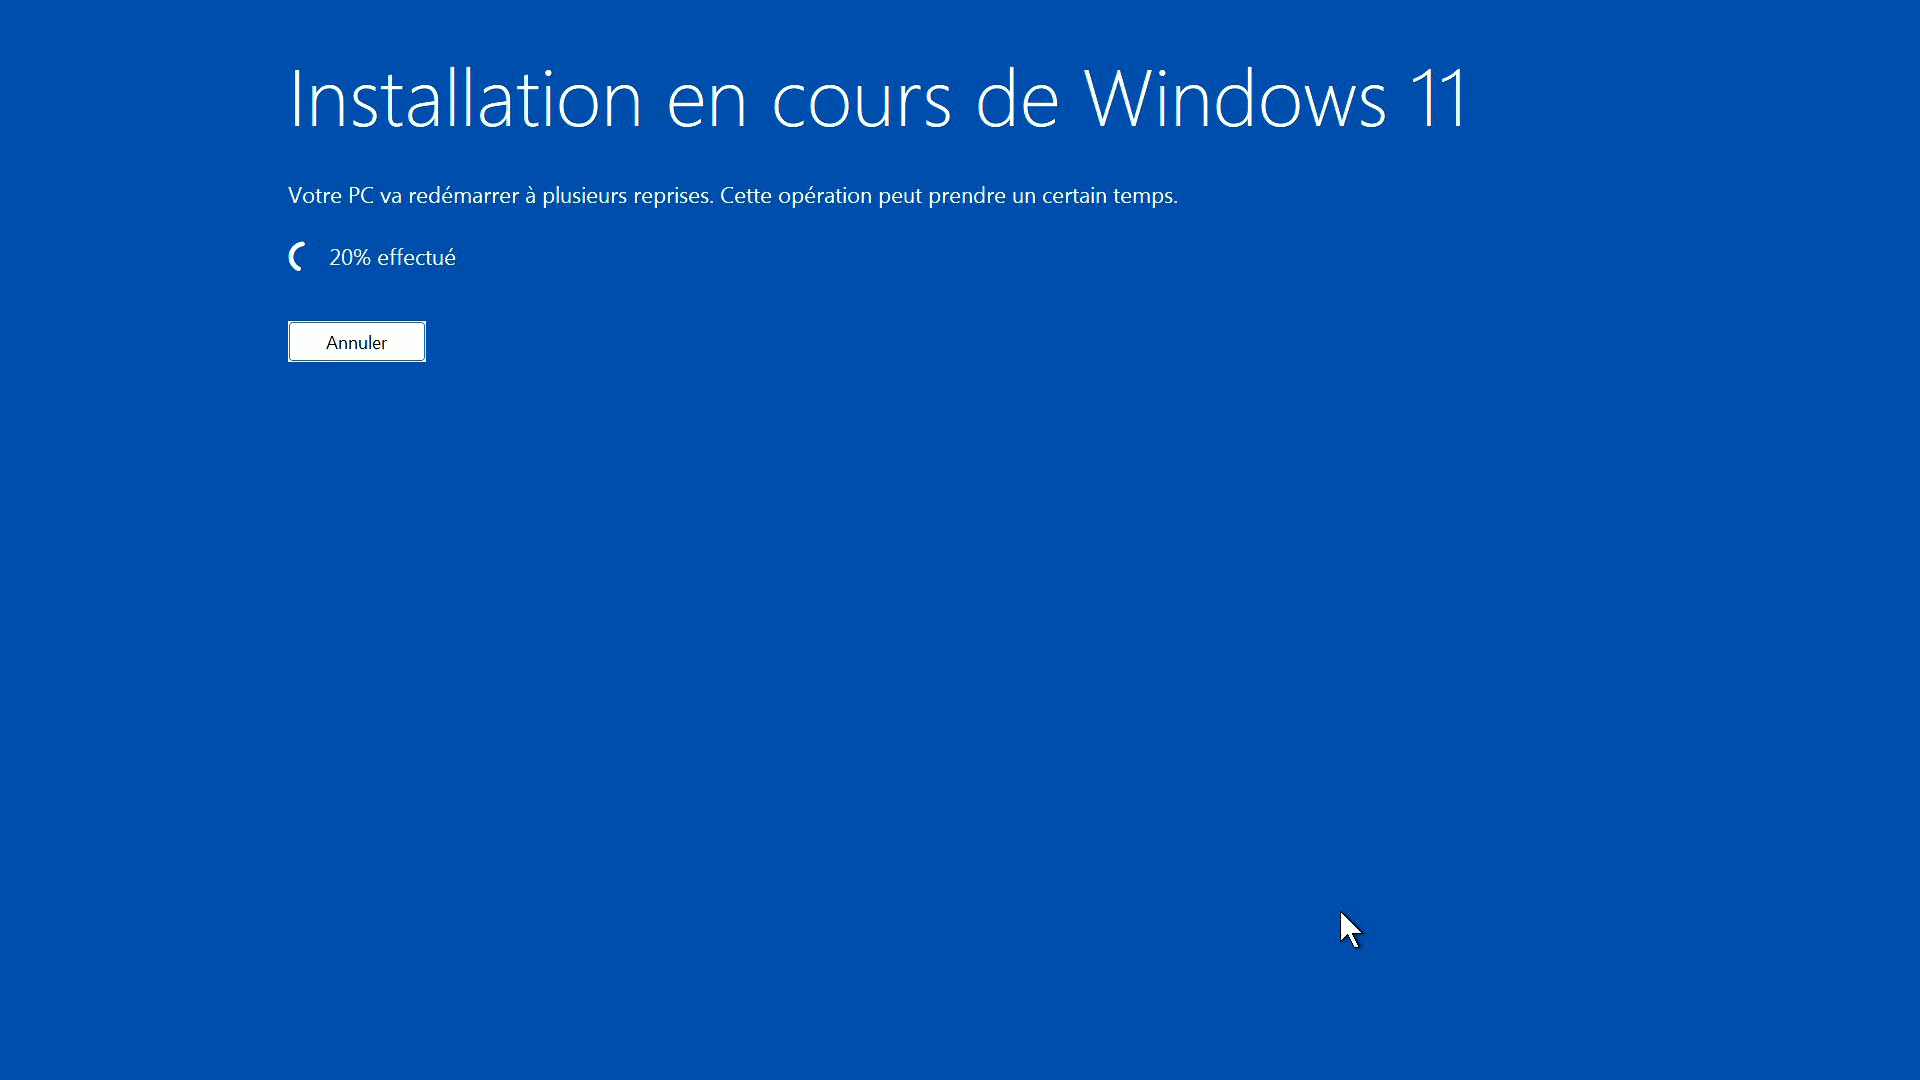 Installation en cours de Windows 11
Votre PC va redémarrer à plusieurs reprises. Cette opération peut prendre un certain temps.
20% effectué
Annuler